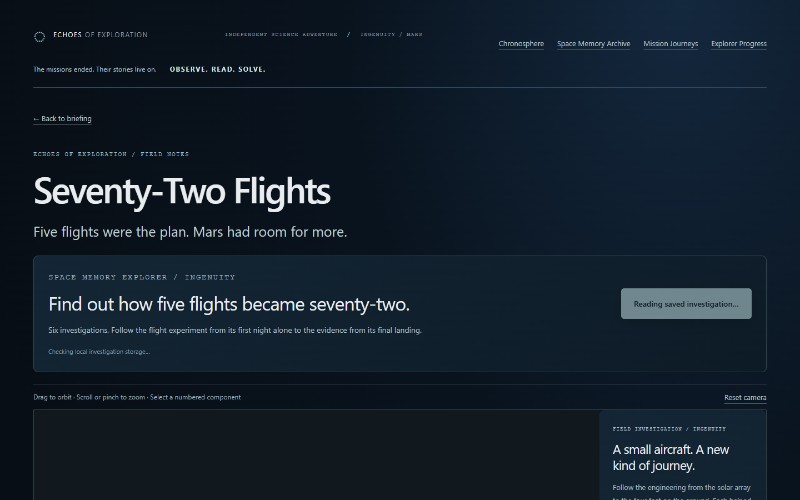 ECHOES OF EXPLORATION
INDEPENDENT SCIENCE ADVENTURE / INGENUITY / MARS
Chronosphere Space Memory Archive Mission Journeys Explorer Progress
The missions ended. Their stories live on. OBSERVE. READ. SOLVE.
← Back to briefing
ECHOES OF EXPLORATION / FIELD NOTES
Seventy-Two Flights
Five flights were the plan. Mars had room for more.
SPACE MEMORY EXPLORER / INGENUITY
Find out how five flights became seventy-two.
Reading saved investigation...
Six investigations. Follow the flight experiment from its first night alone to the evidence from its final landing.
Checking local investigation storage...
Drag to orbit · Scroll or pinch to zoom · Select a numbered component
Reset camera
FIELD INVESTIGATION / INGENUITY
A small aircraft. A new
kind of journey.
Follow the engineering from the solar array